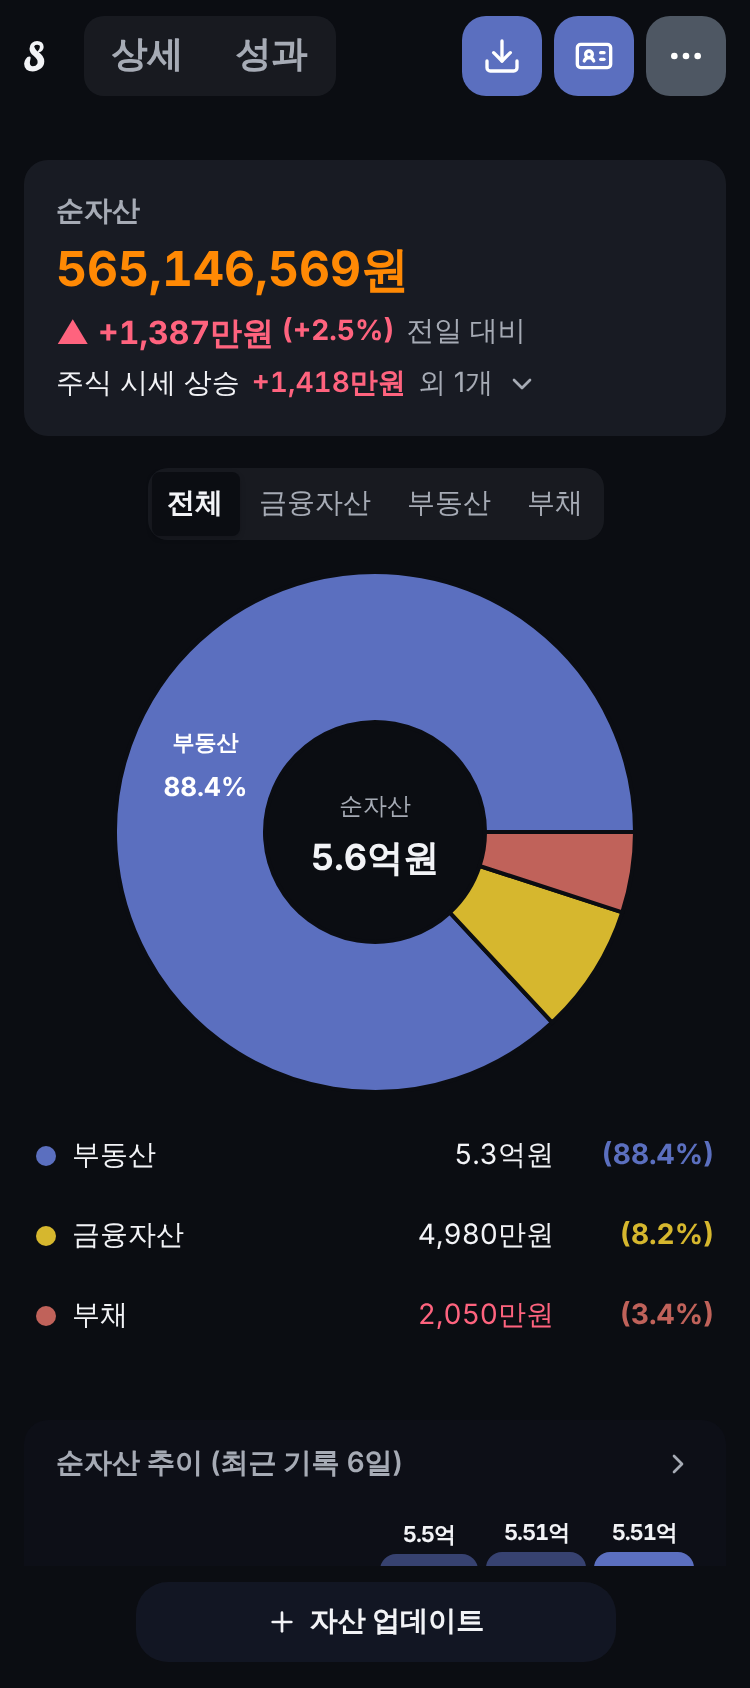 S
상세 성과
순자산
565,146,569원
▲ +1,387만원 (+2.5%) 전일 대비
주식 시세 상승 +1,418만원 외 1개
전체 금융자산 부동산 부채
부동산
88.4%
순자산
5.6억원
부동산 5.3억원 (88.4%)
금융자산 4,980만원 (8.2%)
부채 2,050만원 (3.4%)
순자산 추이 (최근 기록 6일)
5.5억 5.51억 5.51억
+ 자산 업데이트